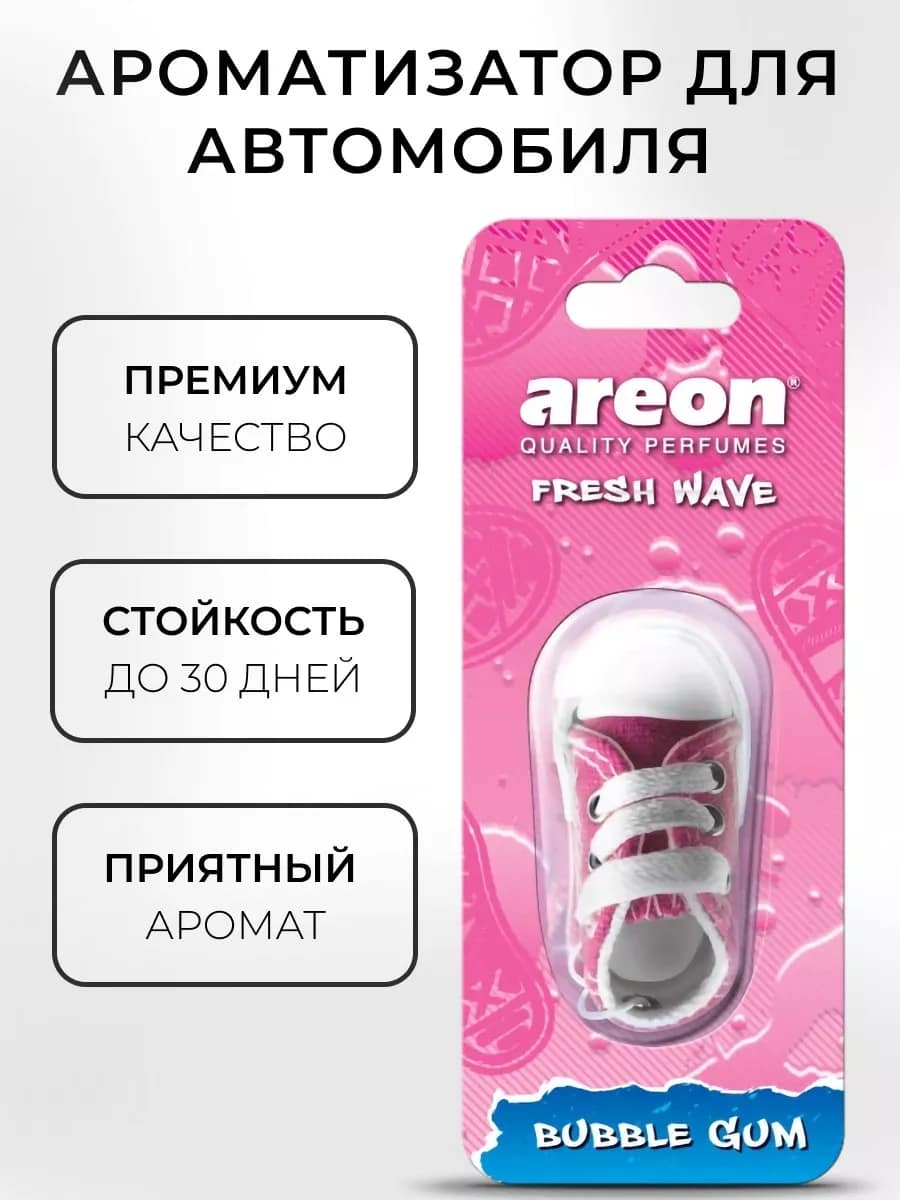 АРОМАТИЗАТОР ДЛЯ
АВТОМОБИЛЯ
ПРЕМИУМ
КАЧЕСТВО
СТОЙКОСТЬ
ДО 30 ДНЕЙ
ПРИЯТНЫЙ
АРОМАТ
areon®
QUALITY PERFUMES
FRESH WAVE
BUBBLE GUM